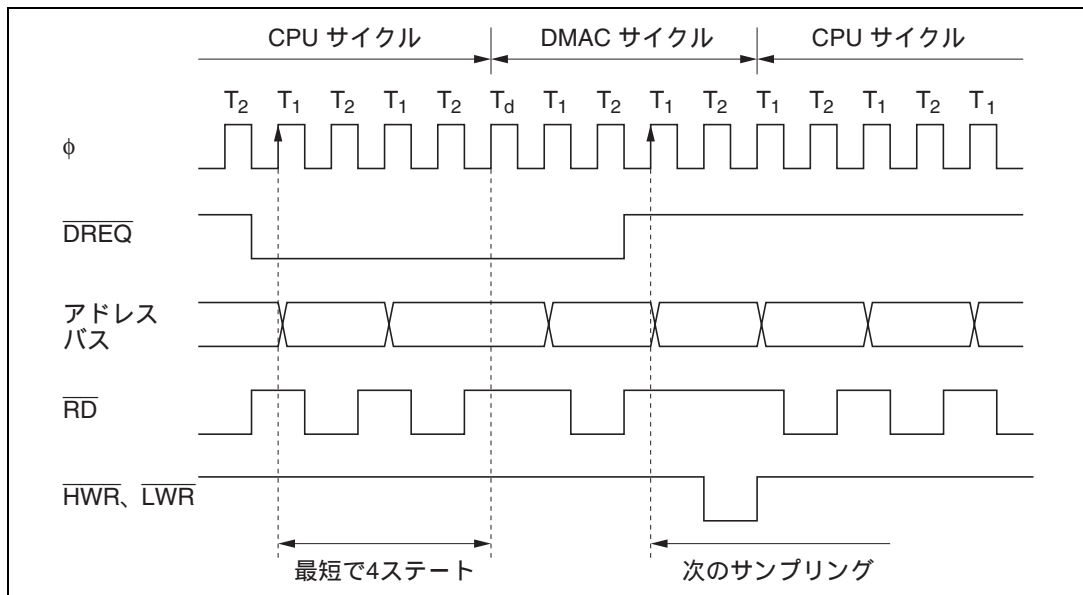 CPU サイクル DMAC サイクル CPU サイクル
T2 T1 T2 T1 T2 Td T1 T2 T1 T2 T1 T2 T1 T2 T1
φ
DREQ
アドレス
バス
RD
HWR、LWR
最短で4ステート 次のサンプリング